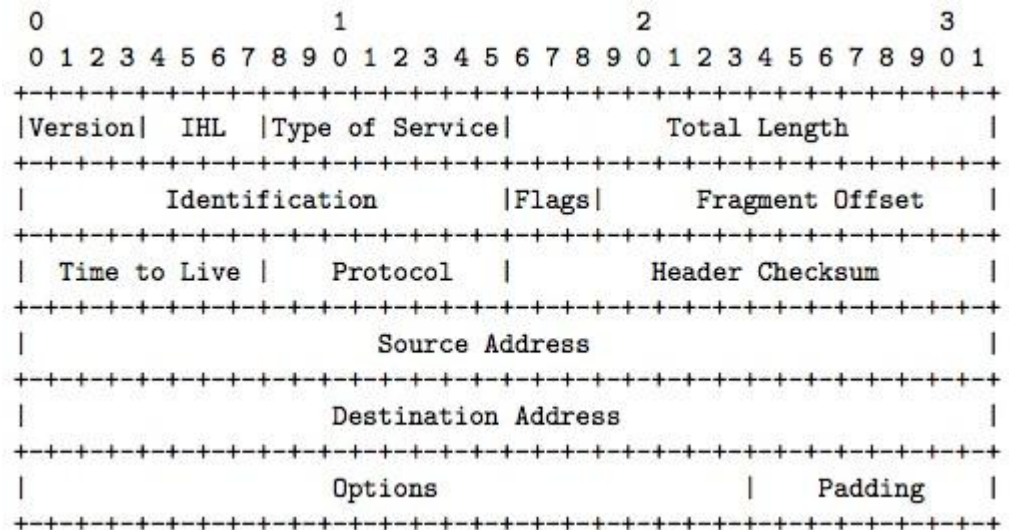 0                   1                   2                   3
0 1 2 3 4 5 6 7 8 9 0 1 2 3 4 5 6 7 8 9 0 1 2 3 4 5 6 7 8 9 0 1
+-+-+-+-+-+-+-+-+-+-+-+-+-+-+-+-+-+-+-+-+-+-+-+-+-+-+-+-+-+-+-+-+
|Version|  IHL  |Type of Service|          Total Length         |
+-+-+-+-+-+-+-+-+-+-+-+-+-+-+-+-+-+-+-+-+-+-+-+-+-+-+-+-+-+-+-+-+
|         Identification        |Flags|      Fragment Offset    |
+-+-+-+-+-+-+-+-+-+-+-+-+-+-+-+-+-+-+-+-+-+-+-+-+-+-+-+-+-+-+-+-+
|  Time to Live |    Protocol   |         Header Checksum       |
+-+-+-+-+-+-+-+-+-+-+-+-+-+-+-+-+-+-+-+-+-+-+-+-+-+-+-+-+-+-+-+-+
|                       Source Address                          |
+-+-+-+-+-+-+-+-+-+-+-+-+-+-+-+-+-+-+-+-+-+-+-+-+-+-+-+-+-+-+-+-+
|                    Destination Address                        |
+-+-+-+-+-+-+-+-+-+-+-+-+-+-+-+-+-+-+-+-+-+-+-+-+-+-+-+-+-+-+-+-+
|                    Options                    |    Padding    |
+-+-+-+-+-+-+-+-+-+-+-+-+-+-+-+-+-+-+-+-+-+-+-+-+-+-+-+-+-+-+-+-+